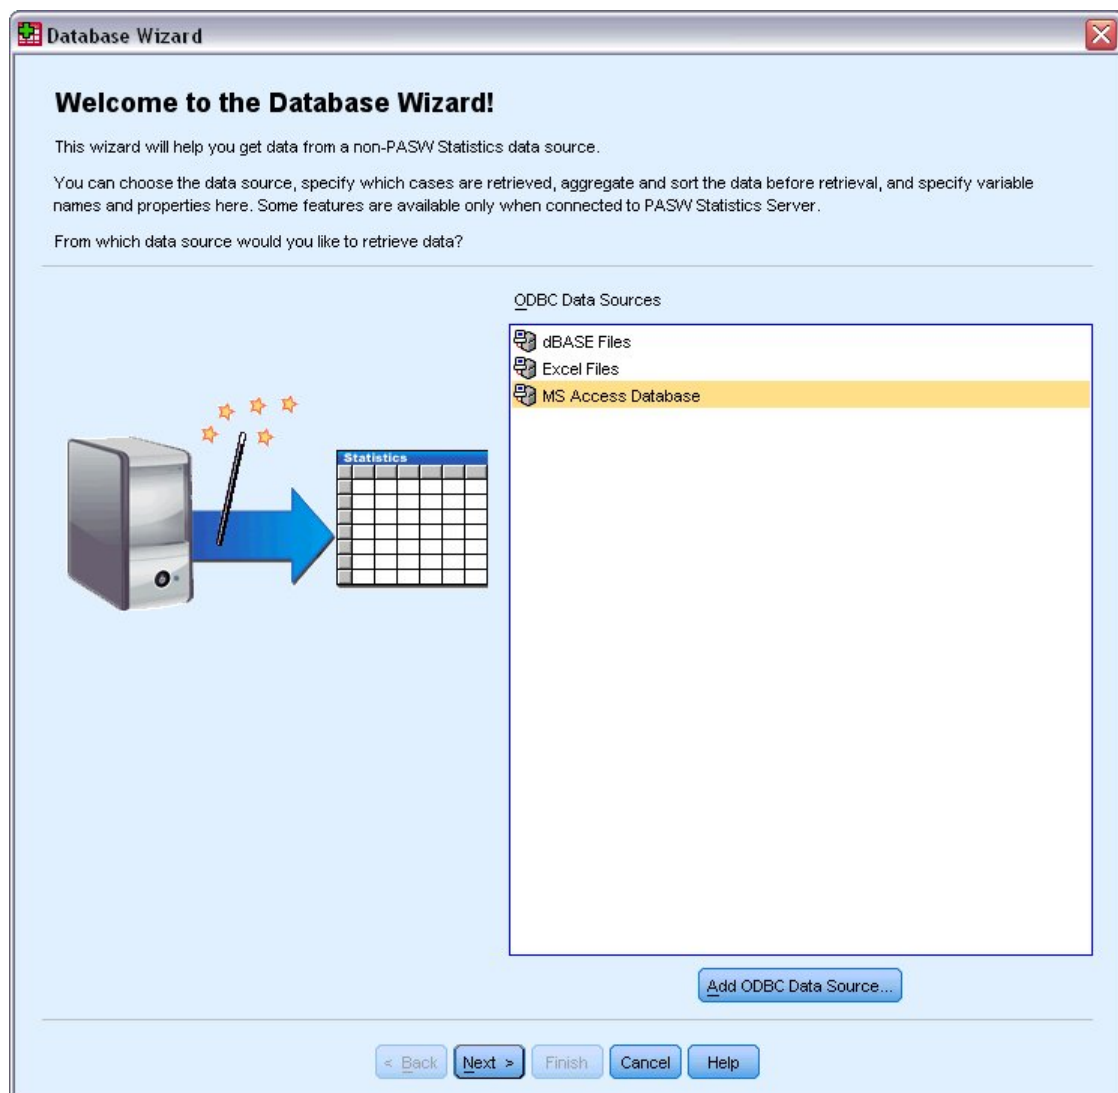 Database Wizard
Welcome to the Database Wizard!
This wizard will help you get data from a non-PASW Statistics data source.
You can choose the data source, specify which cases are retrieved, aggregate and sort the data before retrieval, and specify variable
names and properties here. Some features are available only when connected to PASW Statistics Server.
From which data source would you like to retrieve data?
ODBC Data Sources
dBASE Files
Excel Files
MS Access Database
Statistics
Add ODBC Data Source...
< Back
Next >
Finish
Cancel
Help